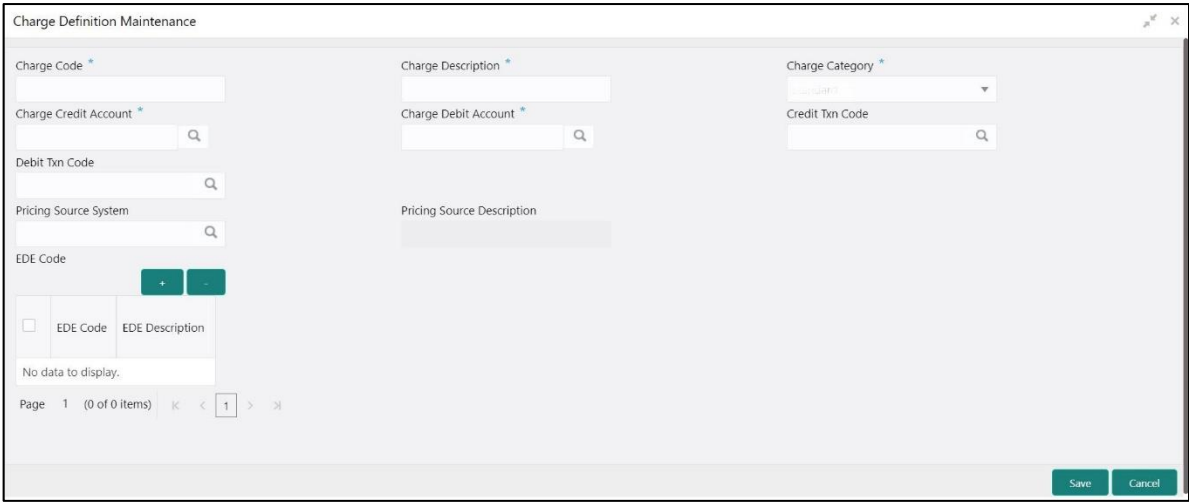 Charge Definition Maintenance
Charge Code * Charge Description * Charge Category *
Charge Credit Account * Charge Debit Account * Credit Txn Code
Debit Txn Code
Pricing Source System Pricing Source Description
EDE Code
+ -
EDE Code EDE Description
No data to display.
Page 1 (0 of 0 items) 1
Save Cancel